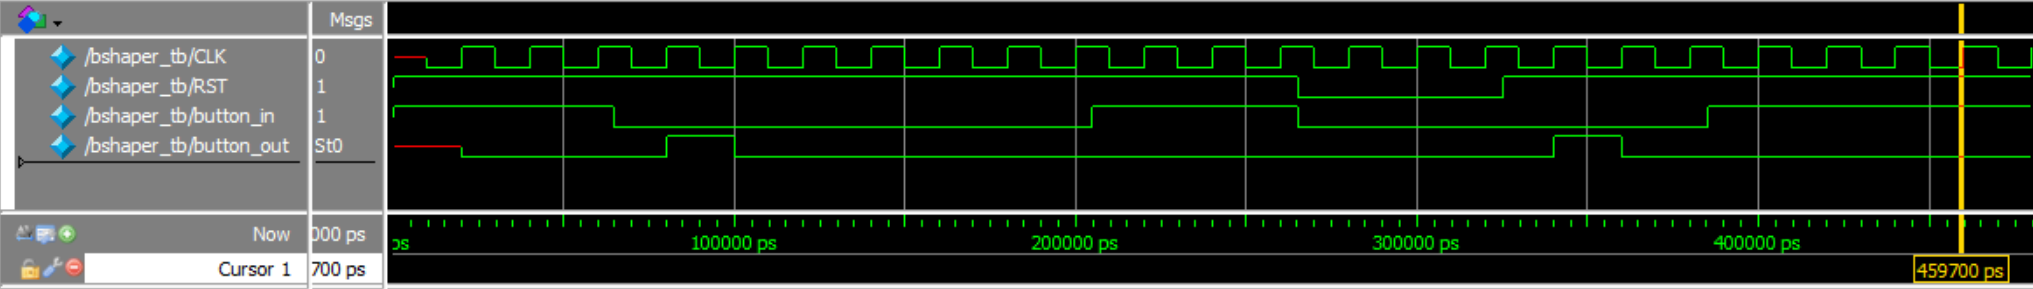 Msgs
/bshaper_tb/CLK 0
/bshaper_tb/RST 1
/bshaper_tb/button_in 1
/bshaper_tb/button_out St0
Now 000 ps ps 100000 ps 200000 ps 300000 ps 400000 ps
Cursor 1 700 ps 459700 ps